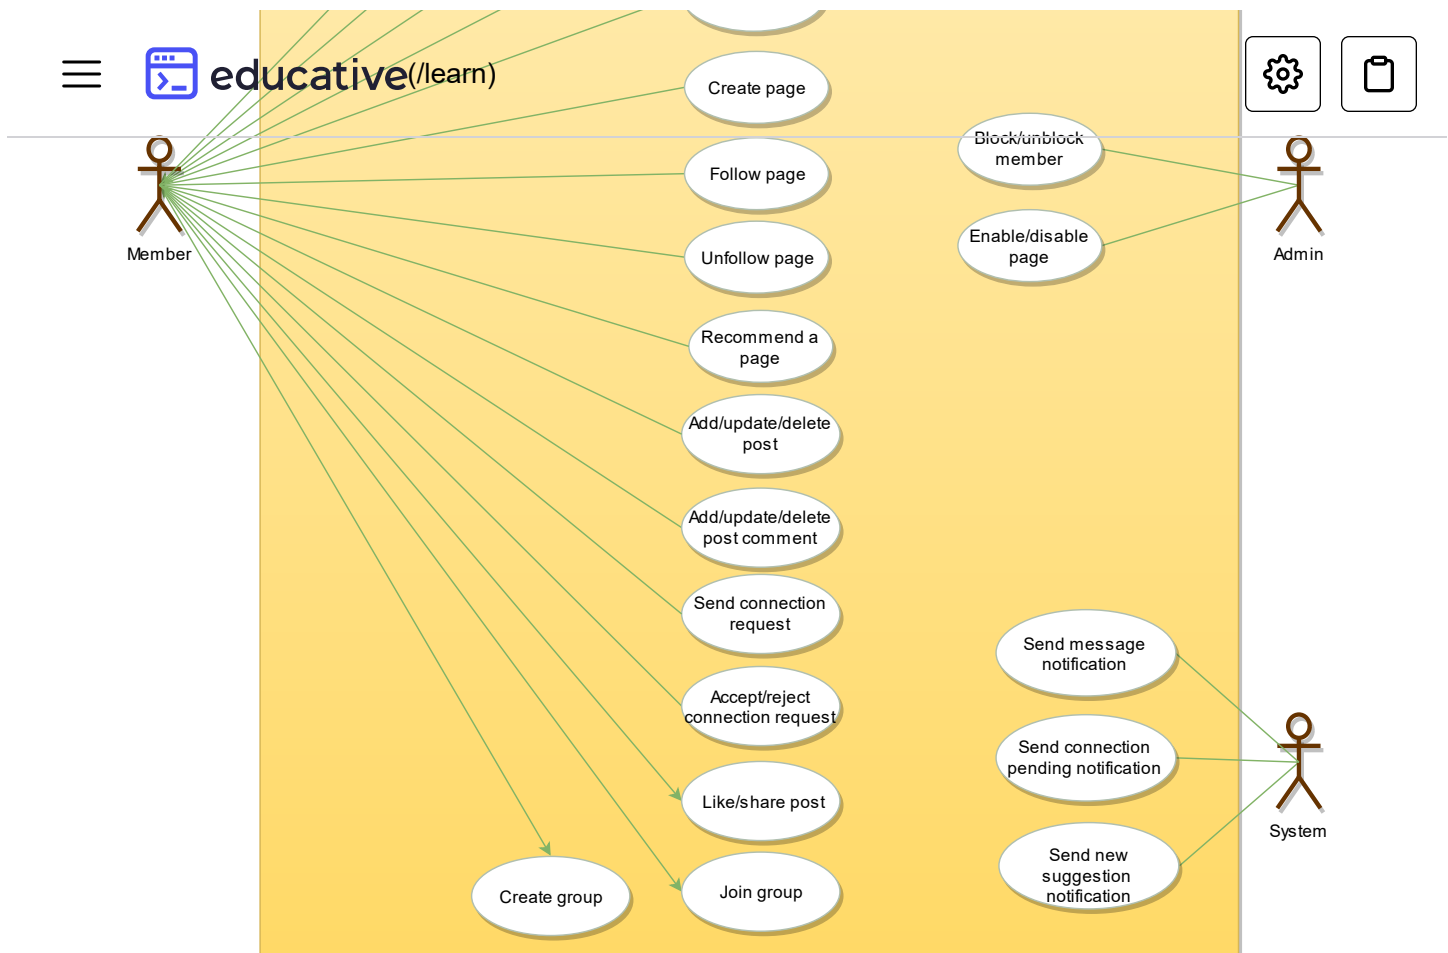 educative(/learn)
Create page
Block/unblock
member
Follow page
Enable/disable
page
Member
Admin
Unfollow page
Recommend a
page
Add/update/delete
post
Add/update/delete
post comment
Send connection
request
Send message
notification
Accept/reject
connection request
Send connection
pending notification
Like/share post
System
Send new
suggestion
notification
Create group
Join group